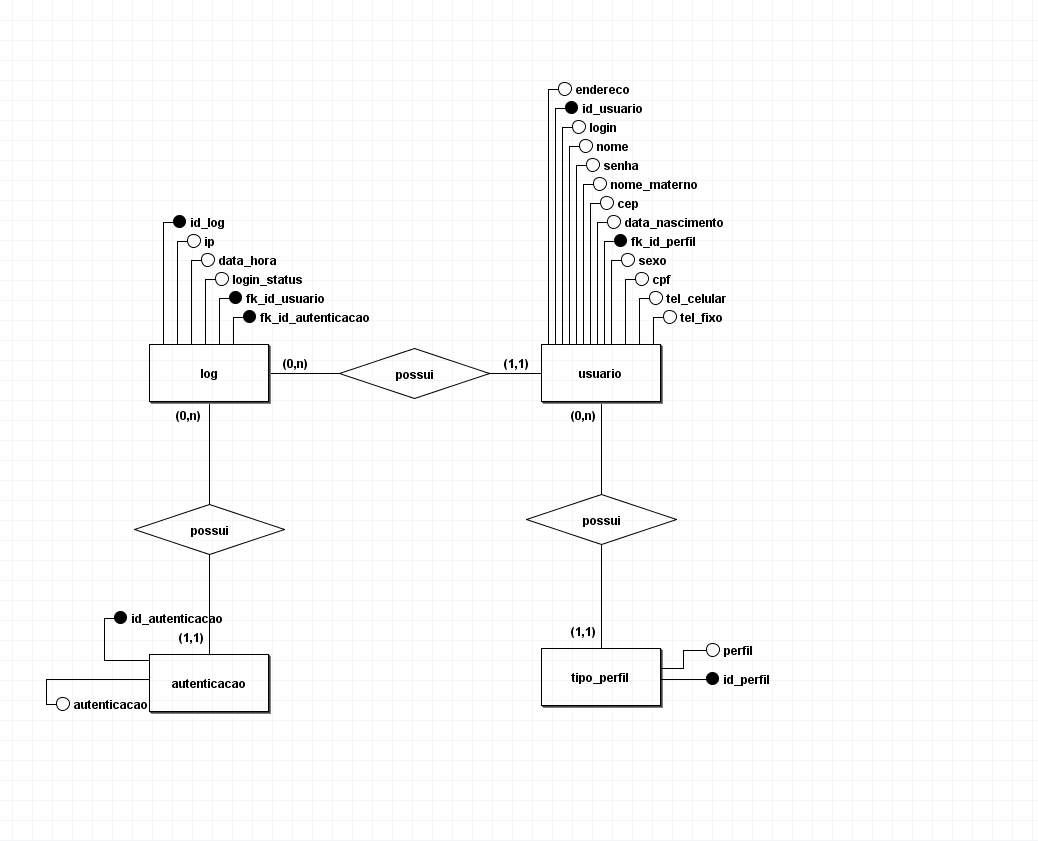 endereco
id_usuario
login
nome
senha
nome_materno
cep
data_nascimento
fk_id_perfil
sexo
cpf
tel_celular
tel_fixo
id_log
ip
data_hora
login_status
fk_id_usuario
fk_id_autenticacao
log
(0,n)
possui
(1,1)
usuario
(0,n)
(0,n)
possui
possui
id_autenticacao
(1,1)
(1,1)
autenticacao
autenticacao
tipo_perfil
perfil
id_perfil